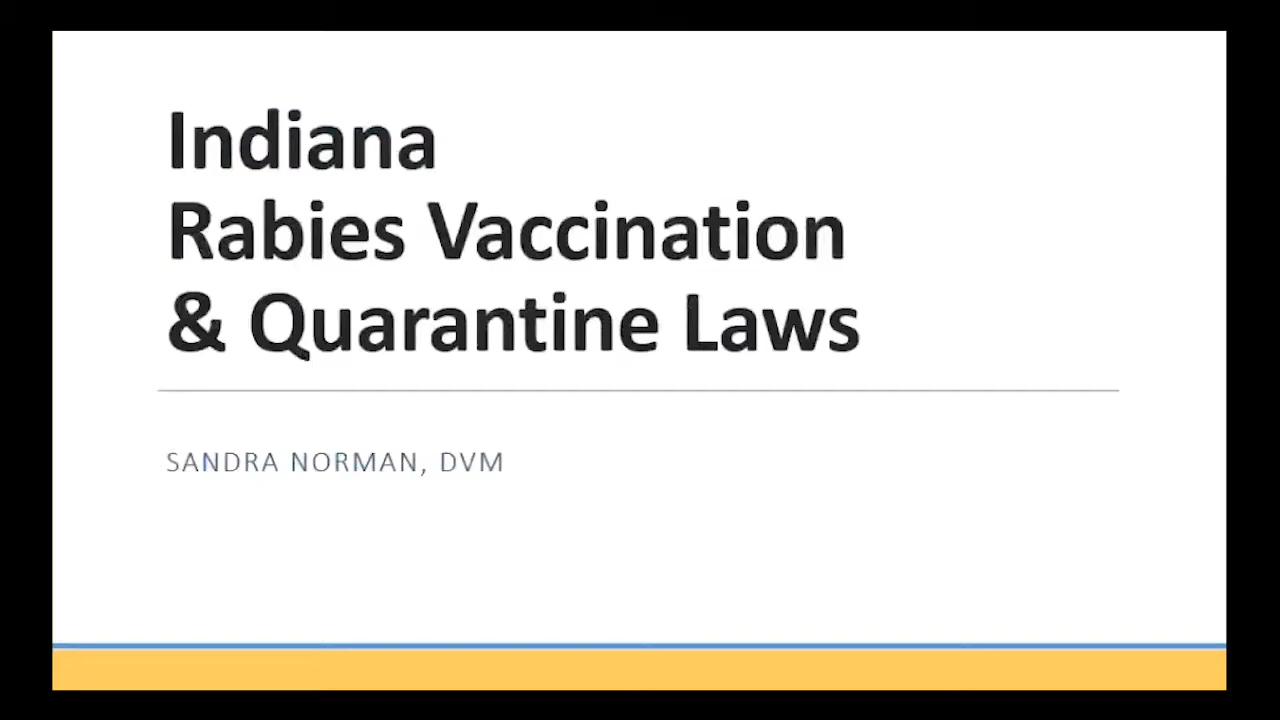 Indiana
Rabies Vaccination
& Quarantine Laws
SANDRA NORMAN, DVM